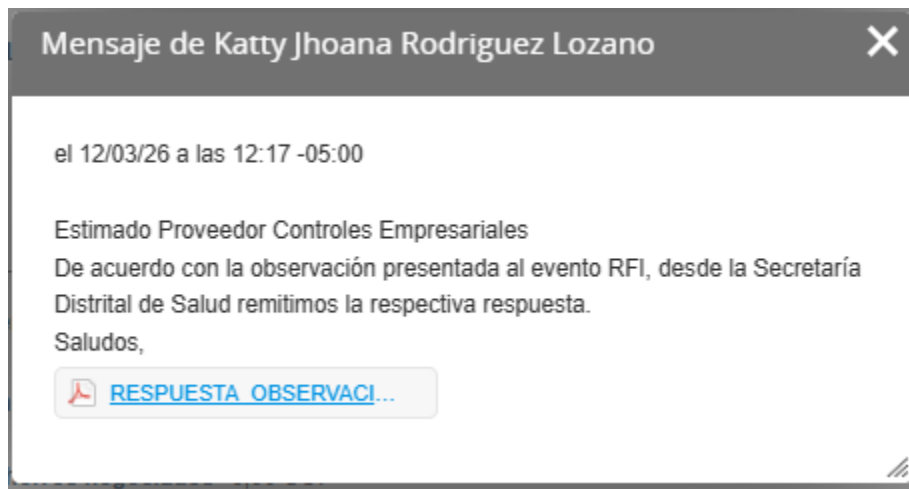 Mensaje de Katty Jhoana Rodriguez Lozano
el 12/03/26 a las 12:17 -05:00
Estimado Proveedor Controles Empresariales
De acuerdo con la observación presentada al evento RFI, desde la Secretaría
Distrital de Salud remitimos la respectiva respuesta.
Saludos,
RESPUESTA OBSERVACI...